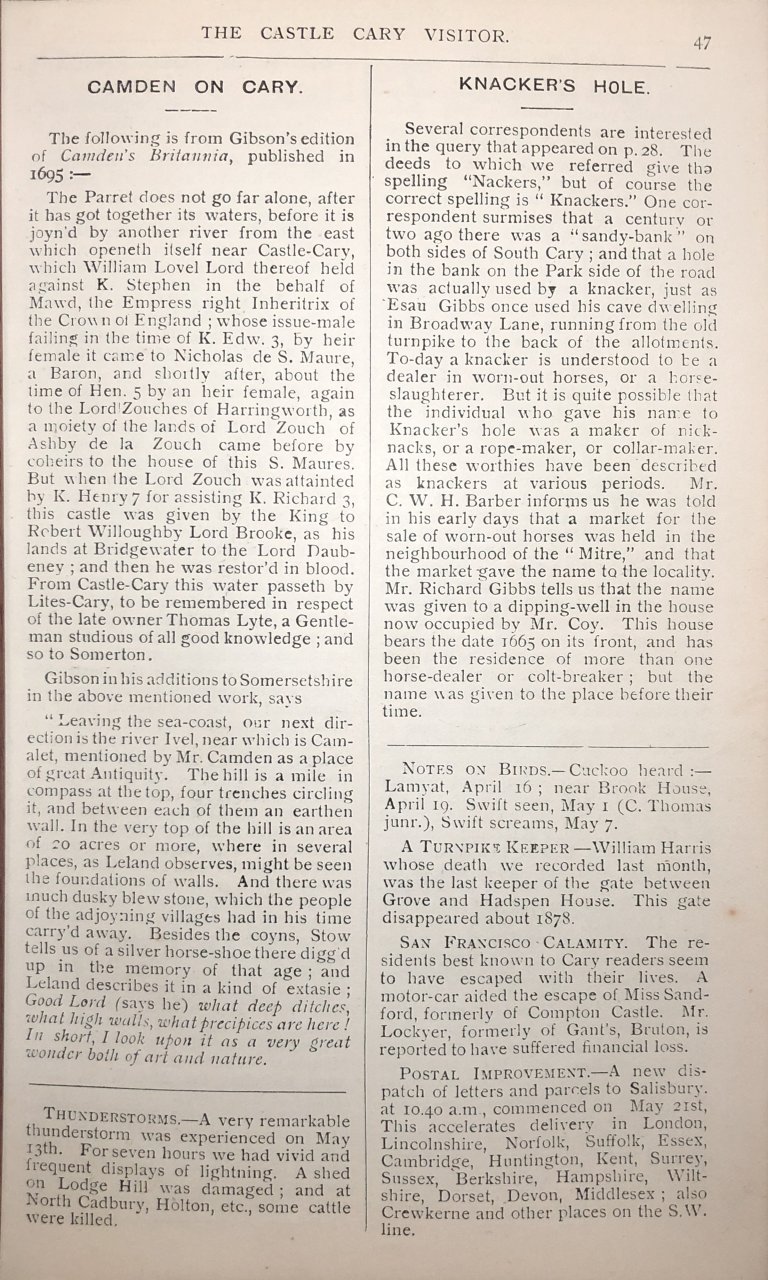 THE CASTLE CARY VISITOR.
47
CAMDEN ON CARY.
The following is from Gibson's edition
of Camden's Britannia, published in
1695 :—
The Parret does not go far alone, after
it has got together its waters, before it is
joyn'd by another river from the east
which openeth itself near Castle-Cary,
which William Lovel Lord thereof held
against K. Stephen in the behalf of
Mawd, the Empress right Inheritrix of
the Crown of England ; whose issue-male
failing in the time of K. Edw. 3, by heir
female it came to Nicholas de S. Maure,
a Baron, and shortly after, about the
time of Hen. 5 by an heir female, again
to the Lord Zouches of Harringworth, as
a moiety of the lands of Lord Zouch of
Ashby de la Zouch came before by
coheirs to the house of this S. Maures.
But when the Lord Zouch was attainted
by K. Henry 7 for assisting K. Richard 3,
this castle was given by the King to
Robert Willoughby Lord Brooke, as his
lands at Bridgewater to the Lord Daub-
eney ; and then he was restor'd in blood.
From Castle-Cary this water passeth by
Lites-Cary, to be remembered in respect
of the late owner Thomas Lyte, a Gentle-
man studious of all good knowledge ; and
so to Somerton.
Gibson in his additions to Somersetshire
in the above mentioned work, says
" Leaving the sea-coast, our next dir-
ection is the river Ivel, near which is Cam-
alet, mentioned by Mr. Camden as a place
of great Antiquity. The hill is a mile in
compass at the top, four trenches circling
it, and between each of them an earthen
wall. In the very top of the hill is an area
of 20 acres or more, where in several
places, as Leland observes, might be seen
the foundations of walls. And there was
much dusky blew stone, which the people
of the adjoyning villages had in his time
carry'd away. Besides the coyns, Stow
tells us of a silver horse-shoe there digg'd
up in the memory of that age ; and
Leland describes it in a kind of extasie ;
Good Lord (says he) what deep ditches,
what high walls, what precipices are here !
In short, I look upon it as a very great
wonder both of art and nature.
THUNDERSTORMS.—A very remarkable
thunderstorm was experienced on May
13th. For seven hours we had vivid and
frequent displays of lightning. A shed
on Lodge Hill was damaged ; and at
North Cadbury, Holton, etc., some cattle
were killed.
KNACKER'S HOLE.
Several correspondents are interested
in the query that appeared on p. 28. The
deeds to which we referred give the
spelling "Nackers," but of course the
correct spelling is " Knackers." One cor-
respondent surmises that a century or
two ago there was a "sandy-bank" on
both sides of South Cary ; and that a hole
in the bank on the Park side of the road
was actually used by a knacker, just as
Esau Gibbs once used his cave dwelling
in Broadway Lane, running from the old
turnpike to the back of the allotments.
To-day a knacker is understood to be a
dealer in worn-out horses, or a horse-
slaughterer. But it is quite possible that
the individual who gave his name to
Knacker's hole was a maker of nick-
nacks, or a rope-maker, or collar-maker.
All these worthies have been described
as knackers at various periods. Mr.
C. W. H. Barber informs us he was told
in his early days that a market for the
sale of worn-out horses was held in the
neighbourhood of the " Mitre," and that
the market gave the name to the locality.
Mr. Richard Gibbs tells us that the name
was given to a dipping-well in the house
now occupied by Mr. Coy. This house
bears the date 1665 on its front, and has
been the residence of more than one
horse-dealer or colt-breaker ; but the
name was given to the place before their
time.
NOTES ON BIRDS.—Cuckoo heard :—
Lamyat, April 16 ; near Brook House,
April 19. Swift seen, May 1 (C. Thomas
junr.), Swift screams, May 7.
A TURNPIKE KEEPER —William Harris
whose death we recorded last month,
was the last keeper of the gate between
Grove and Hadspen House. This gate
disappeared about 1878.
SAN FRANCISCO CALAMITY. The re-
sidents best known to Cary readers seem
to have escaped with their lives. A
motor-car aided the escape of Miss Sand-
ford, formerly of Compton Castle. Mr.
Lockyer, formerly of Gant's, Bruton, is
reported to have suffered financial loss.
POSTAL IMPROVEMENT.—A new dis-
patch of letters and parcels to Salisbury.
at 10.40 a.m., commenced on May 21st,
This accelerates delivery in London,
Lincolnshire, Norfolk, Suffolk, Essex,
Cambridge, Huntington, Kent, Surrey,
Sussex, Berkshire, Hampshire, Wilt-
shire, Dorset, Devon, Middlesex ; also
Crewkerne and other places on the S.W.
line.